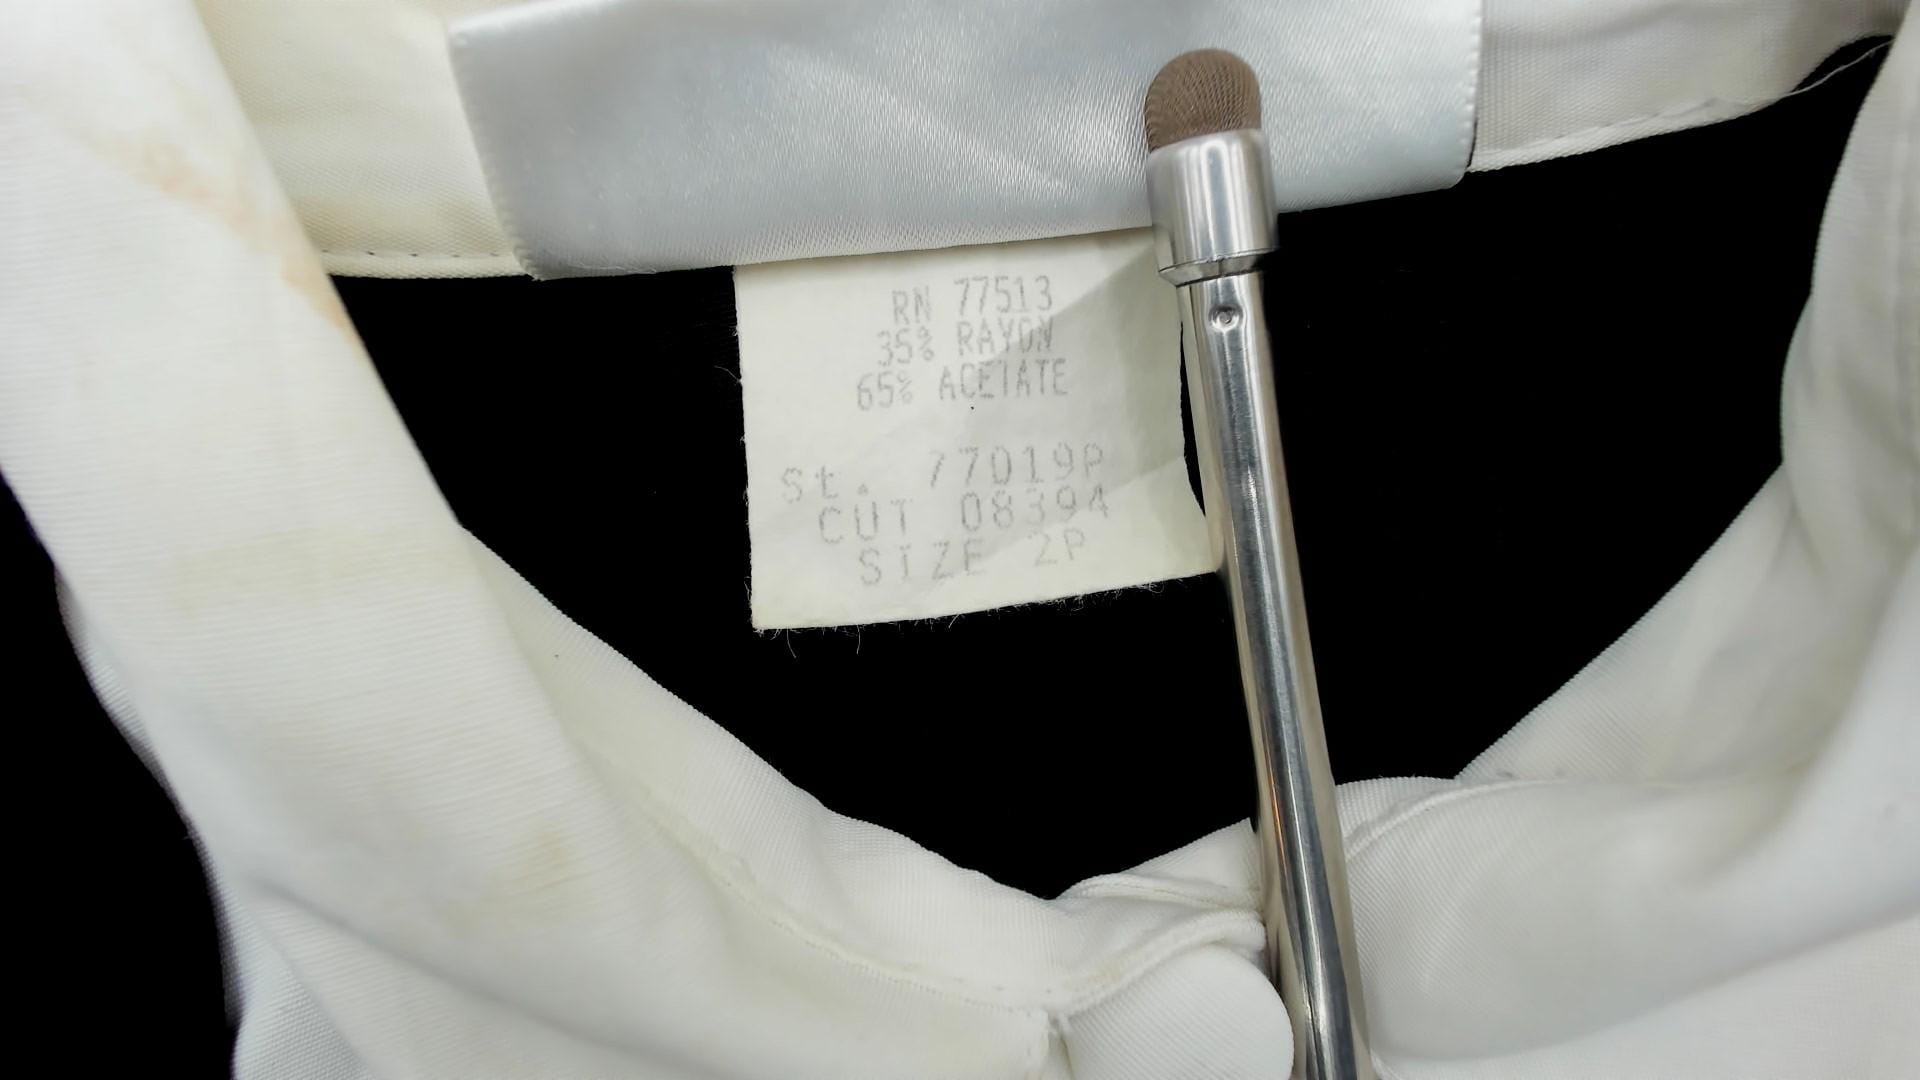 RN 77513
35% RAYON
65% ACETATE
St. 77019P
CUT 08394
SIZE 2P